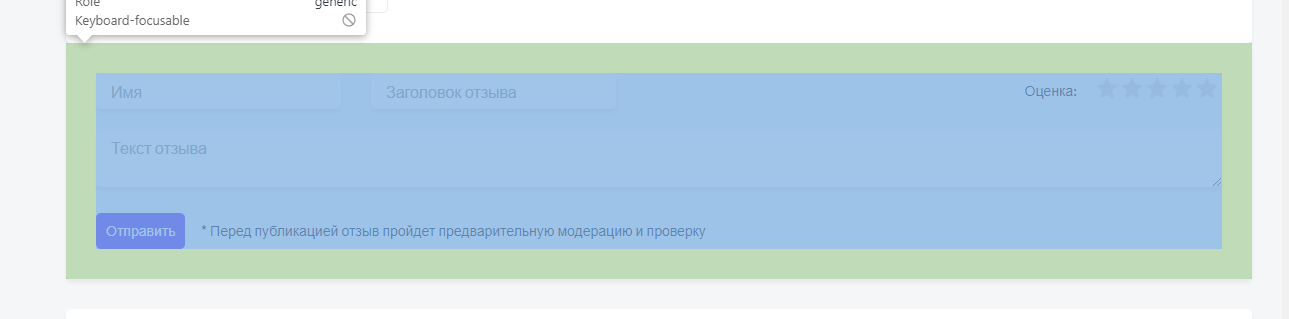 Role generic
Keyboard-focusable
Имя
Заголовок отзыва
Оценка:
Текст отзыва
Отправить
* Перед публикацией отзыв пройдет предварительную модерацию и проверку